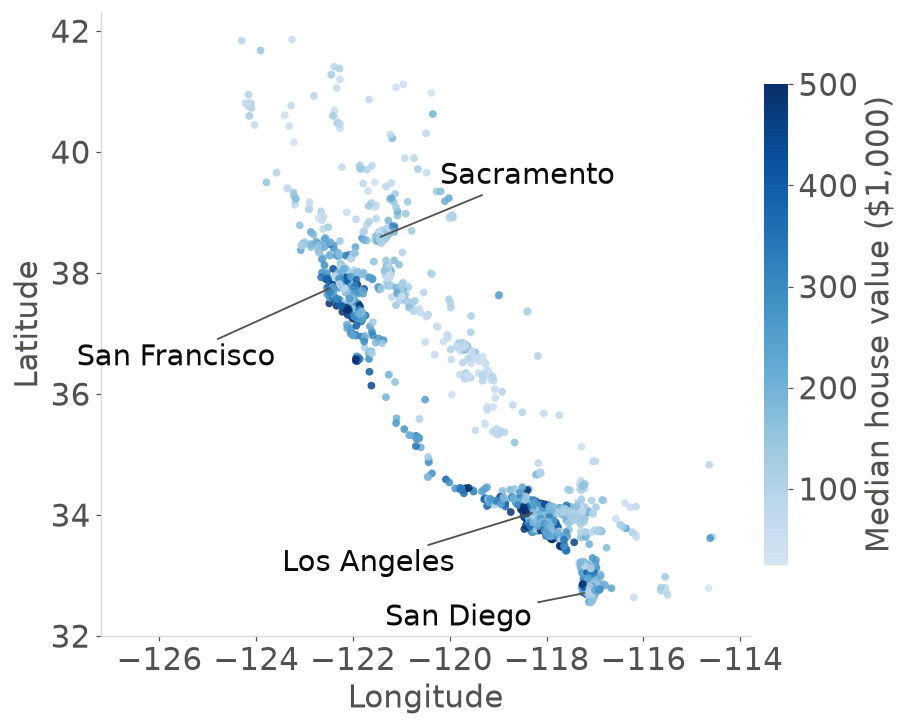 42
40
38
36
34
32
Latitude
Sacramento
San Francisco
Los Angeles
San Diego
−126 −124 −122 −120 −118 −116 −114
Longitude
500
400
300
200
100
Median house value ($1,000)